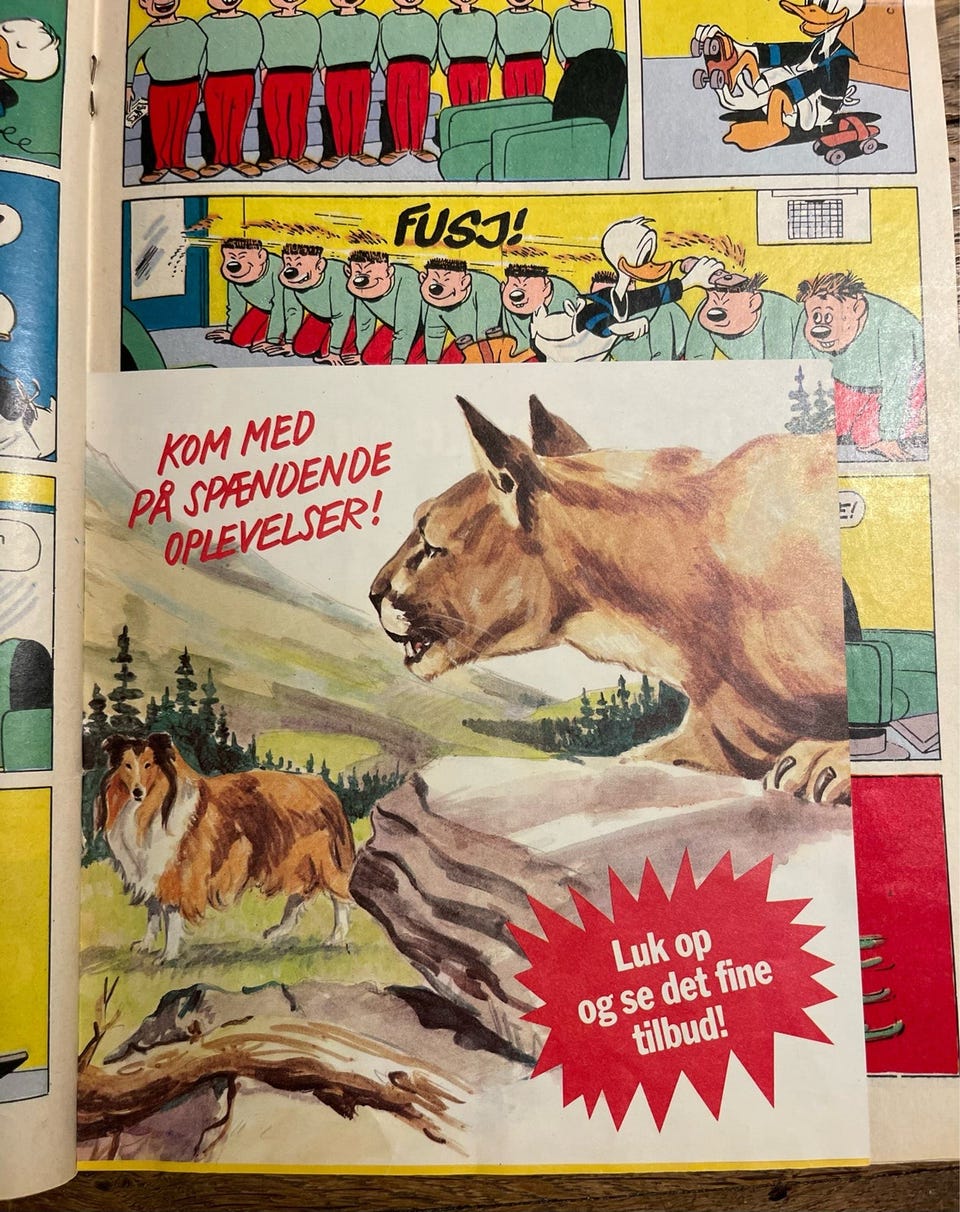 FUSJ!
KOM MED
PÅ SPÆNDENDE
OPLEVELSER!
Luk op
og se det fine
tilbud!